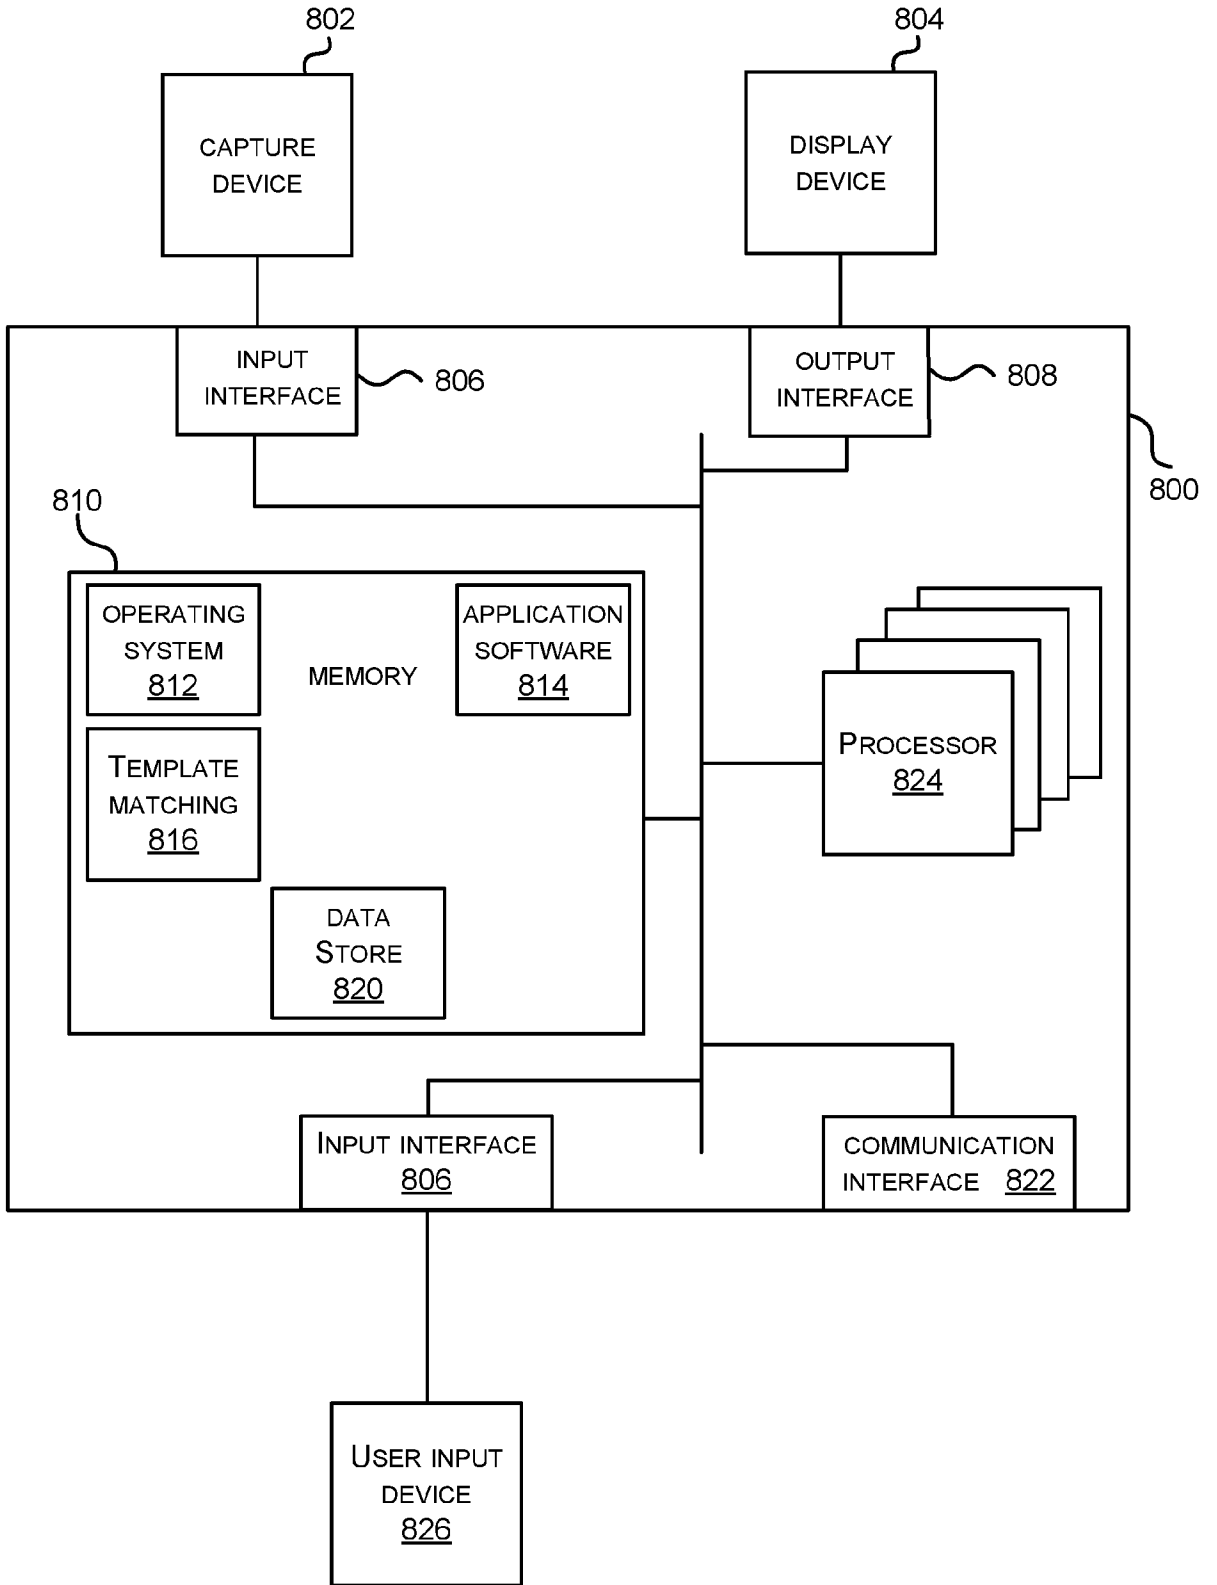 802
804
CAPTURE
DEVICE
DISPLAY
DEVICE
INPUT
INTERFACE
806
OUTPUT
INTERFACE
808
800
810
OPERATING
SYSTEM
812
MEMORY
APPLICATION
SOFTWARE
814
TEMPLATE
MATCHING
816
PROCESSOR
824
DATA
STORE
820
INPUT INTERFACE
806
COMMUNICATION
INTERFACE 822
USER INPUT
DEVICE
826